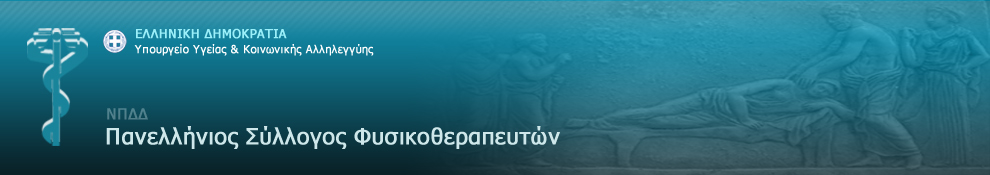 ΕΛΛΗΝΙΚΗ ΔΗΜΟΚΡΑΤΙΑ
Υπουργείο Υγείας & Κοινωνικής Αλληλεγγύης
ΝΠΔΔ
Πανελλήνιος Σύλλογος Φυσικοθεραπευτών